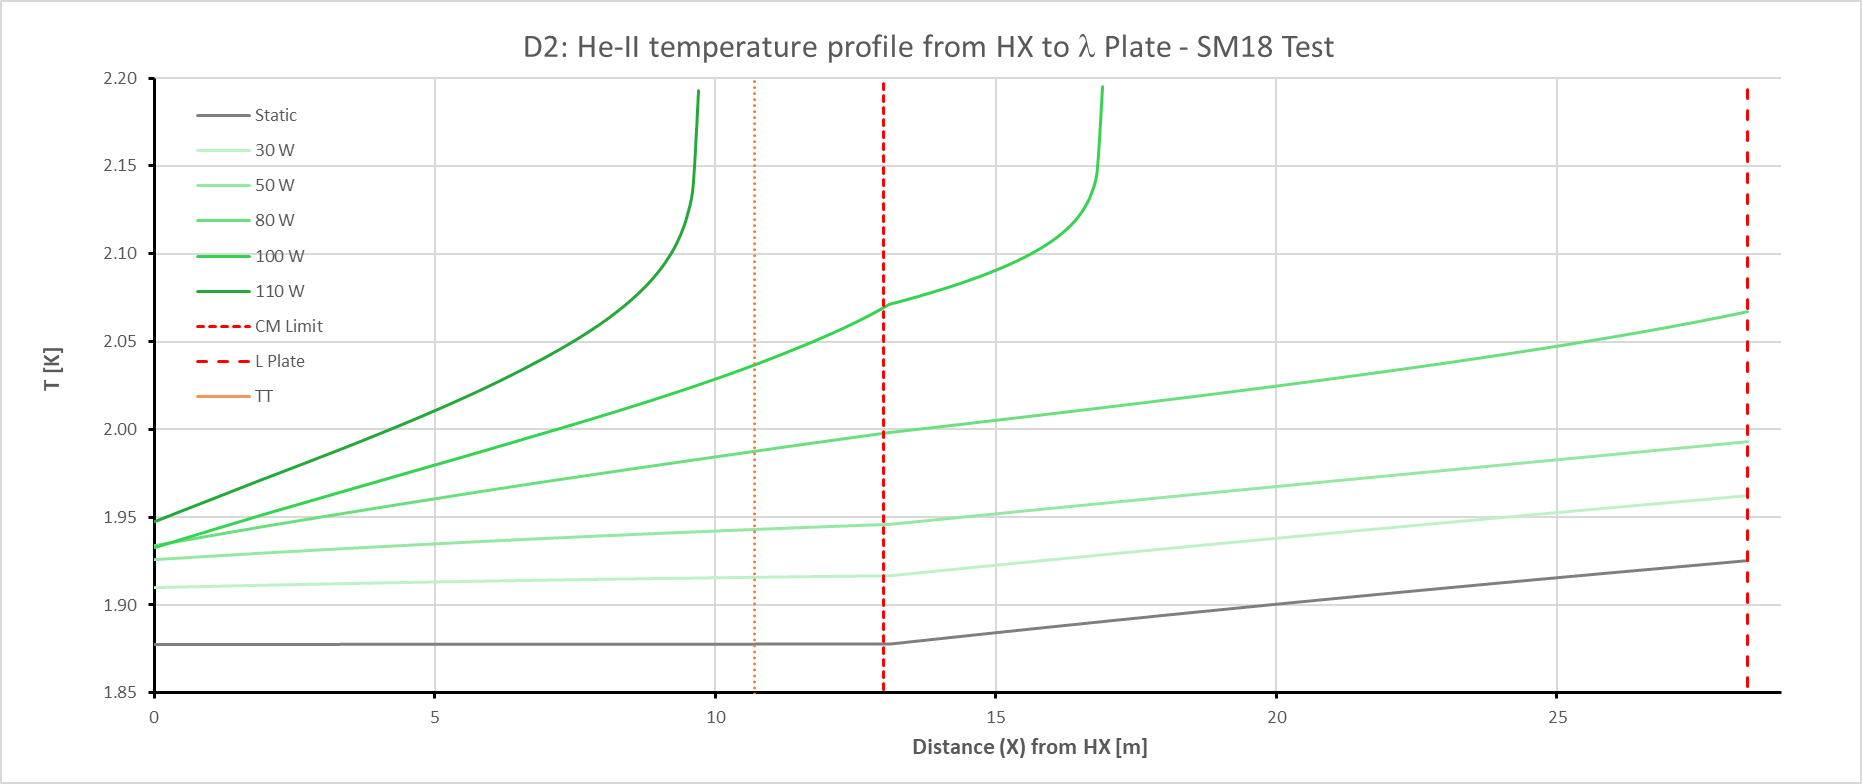 D2: He-II temperature profile from HX to λ Plate - SM18 Test
2.20
2.15
2.10
2.05
2.00
1.95
1.90
1.85
T [K]
Static
30 W
50 W
80 W
100 W
110 W
CM Limit
L Plate
TT
0 5 10 15 20 25
Distance (X) from HX [m]